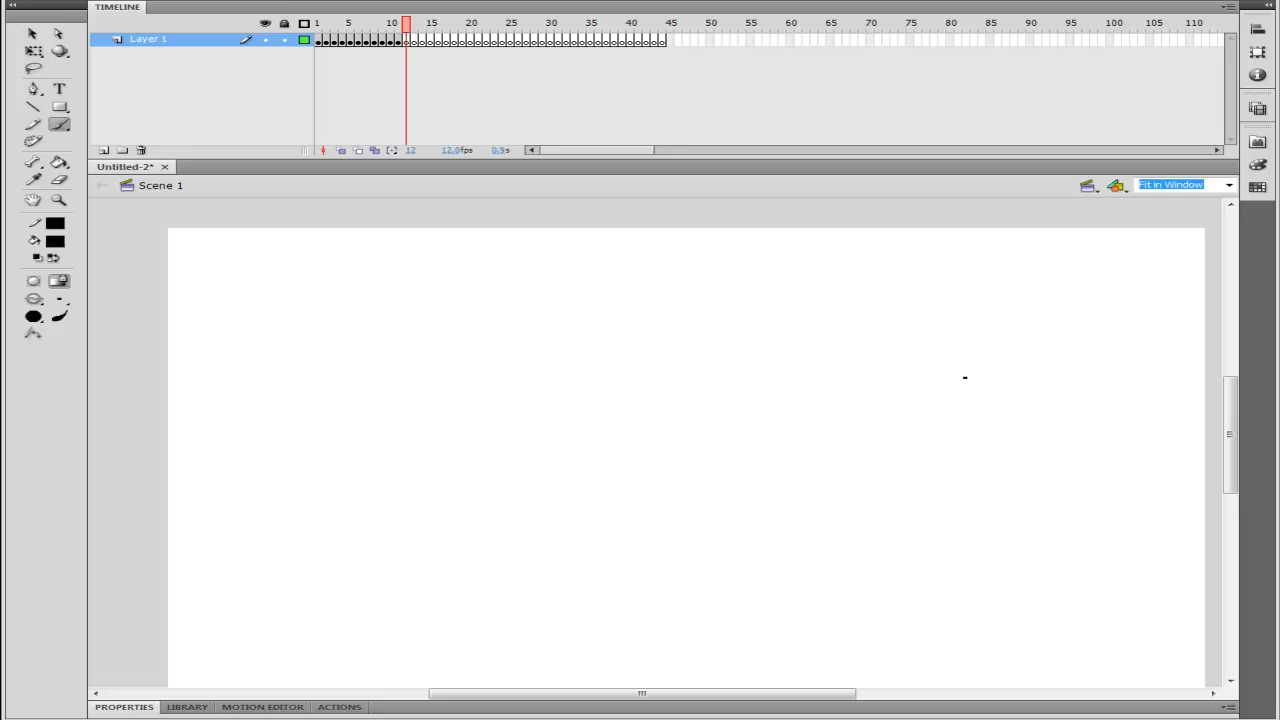 TIMELINE
1 5 10 15 20 25 35 40 45 50 55 60 65 70 75 80 85 90 95 100 105 110
Layer 1
12 12.0fps 0.9s
Untitled-2*
Scene 1
Fit in Window
PROPERTIES LIBRARY MOTION EDITOR ACTIONS